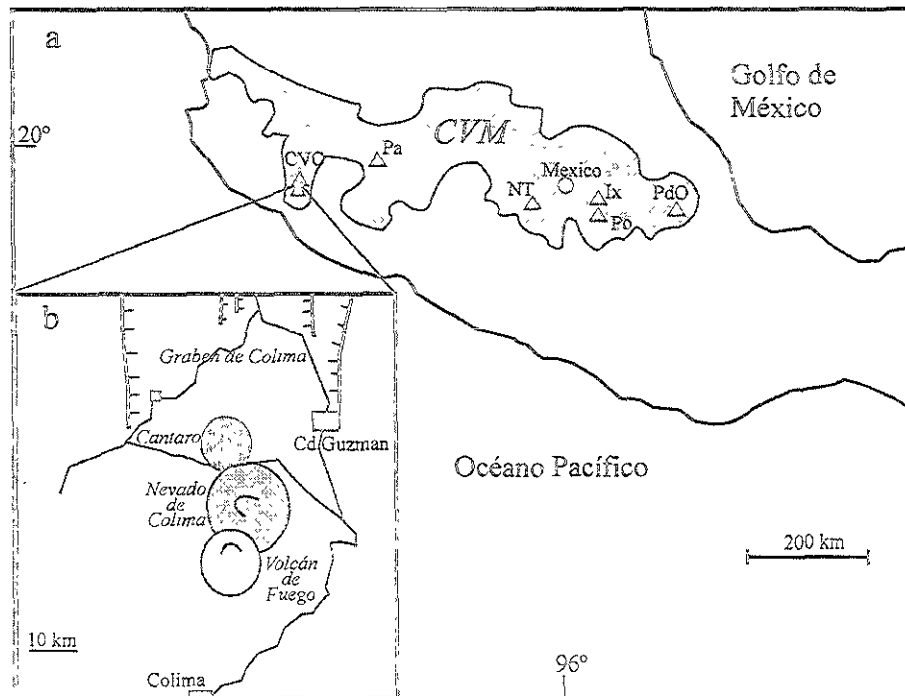 a
Golfo de
México
20°
CVM
CVC
Pa
Mexico
NT
Ix
PdO
Po
b
Graben de Colima
Cantaro
Cd Guzman
Océano Pacífico
Nevado
de
Colima
Volcán
de
Fuego
200 km
10 km
Colima
96°